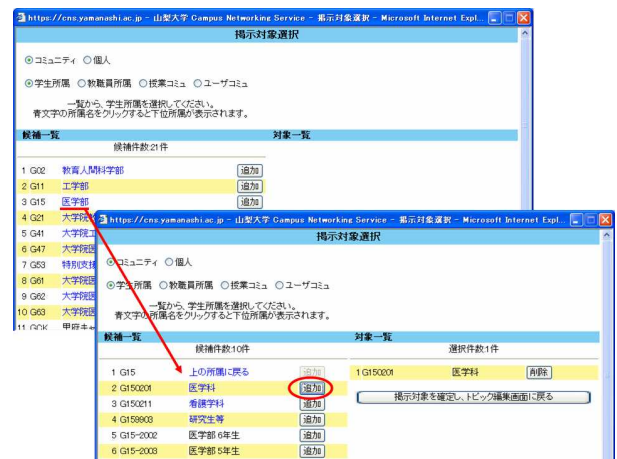 https://cns.yamanashi.ac.jp - 山梨大学 Campus Networking Service - 掲示対象選択 - Microsoft Internet Expl...
掲示対象選択
コミュニティ 個人
学生所属 教職員所属 授業コミュ ユーザコミュ
一覧から、学生所属を選択してください。
青文字の所属名をクリックすると下位所属が表示されます。
候補一覧 対象一覧
候補件数:21件
1 G02 教育人間科学部 追加
2 G11 工学部 追加
3 G15 医学部 追加
4 G21 大学院
5 G41 大学院工
6 G47 大学院医
7 G53 特別支援
8 G61 大学院医
9 G62 大学院医
10 G63 大学院医
11 GCK 甲府キャ
https://cns.yamanashi.ac.jp - 山梨大学 Campus Networking Service - 掲示対象選択 - Microsoft Internet Expl...
掲示対象選択
コミュニティ 個人
学生所属 教職員所属 授業コミュ ユーザコミュ
一覧から、学生所属を選択してください。
青文字の所属名をクリックすると下位所属が表示されます。
候補一覧 対象一覧
候補件数:10件 選択件数:1件
1 G15 上の所属に戻る 追加 1 G150201 医学科 削除
2 G150201 医学科 追加
掲示対象を確定し、トピック編集画面に戻る
3 G150211 看護学科 追加
4 G159903 研究生等 追加
5 G15-2002 医学部 6年生 追加
6 G15-2003 医学部 5年生 追加